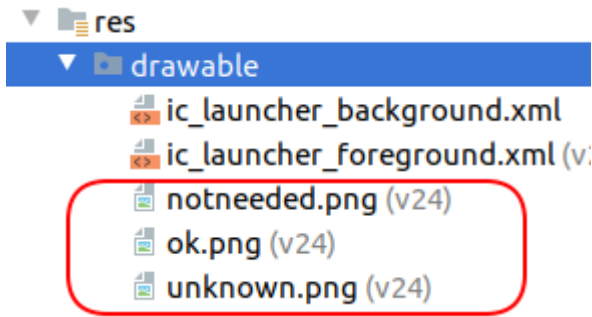 res
drawable
ic_launcher_background.xml
ic_launcher_foreground.xml (v
notneeded.png (v24)
ok.png (v24)
unknown.png (v24)